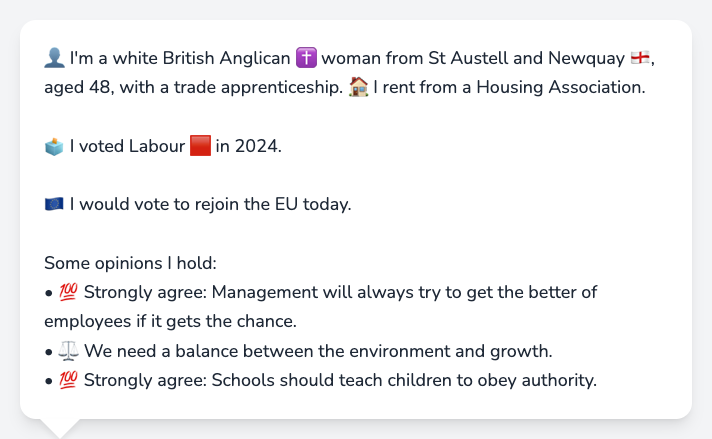 👤 I'm a white British Anglican ✝️ woman from St Austell and Newquay 🏴󠁧󠁢󠁥󠁮󠁧󠁿,
aged 48, with a trade apprenticeship. 🏠 I rent from a Housing Association.
🗳️ I voted Labour 🟥 in 2024.
🇪🇺 I would vote to rejoin the EU today.
Some opinions I hold:
• 💯 Strongly agree: Management will always try to get the better of
employees if it gets the chance.
• ⚖️ We need a balance between the environment and growth.
• 💯 Strongly agree: Schools should teach children to obey authority.